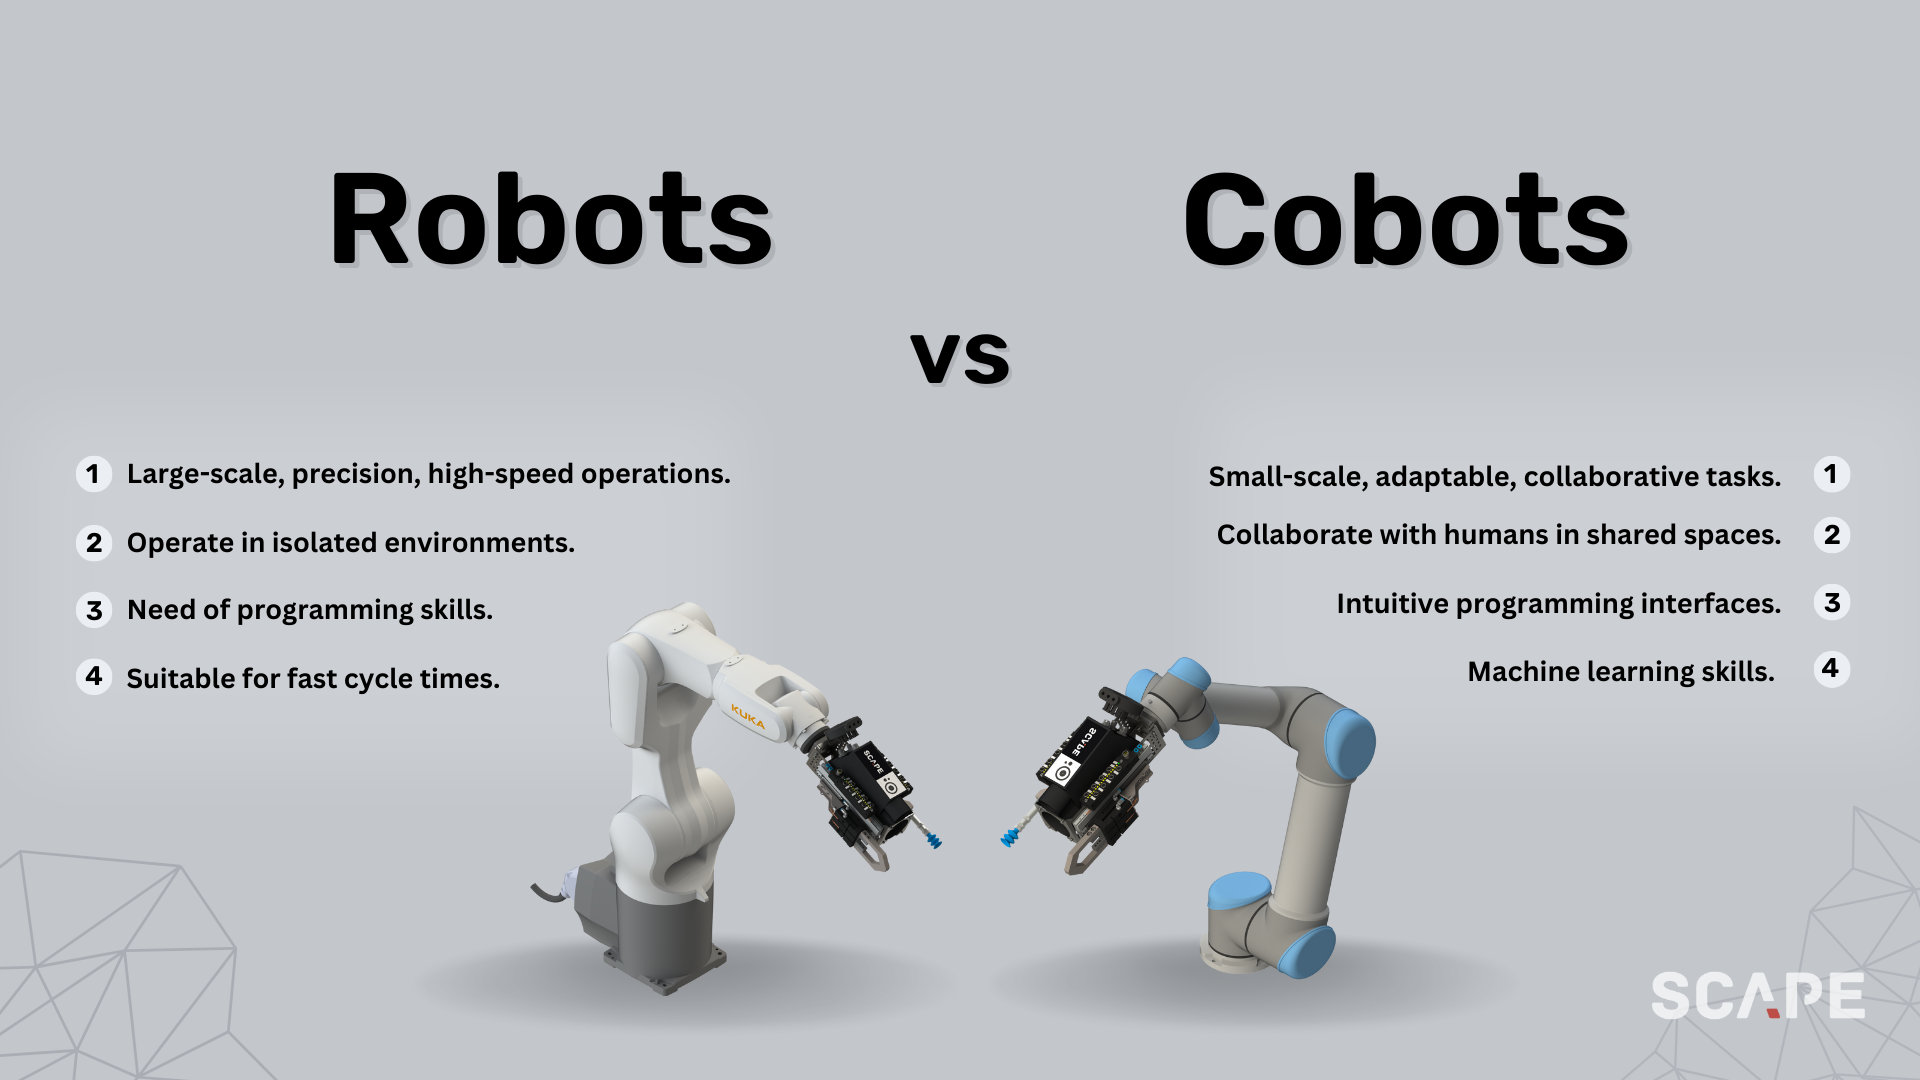 Robots
Cobots
vs
1 Large-scale, precision, high-speed operations.
2 Operate in isolated environments.
3 Need of programming skills.
4 Suitable for fast cycle times.
Small-scale, adaptable, collaborative tasks. 1
Collaborate with humans in shared spaces. 2
Intuitive programming interfaces. 3
Machine learning skills. 4
KUKA
SCAPE
SCAPE
SCAPE